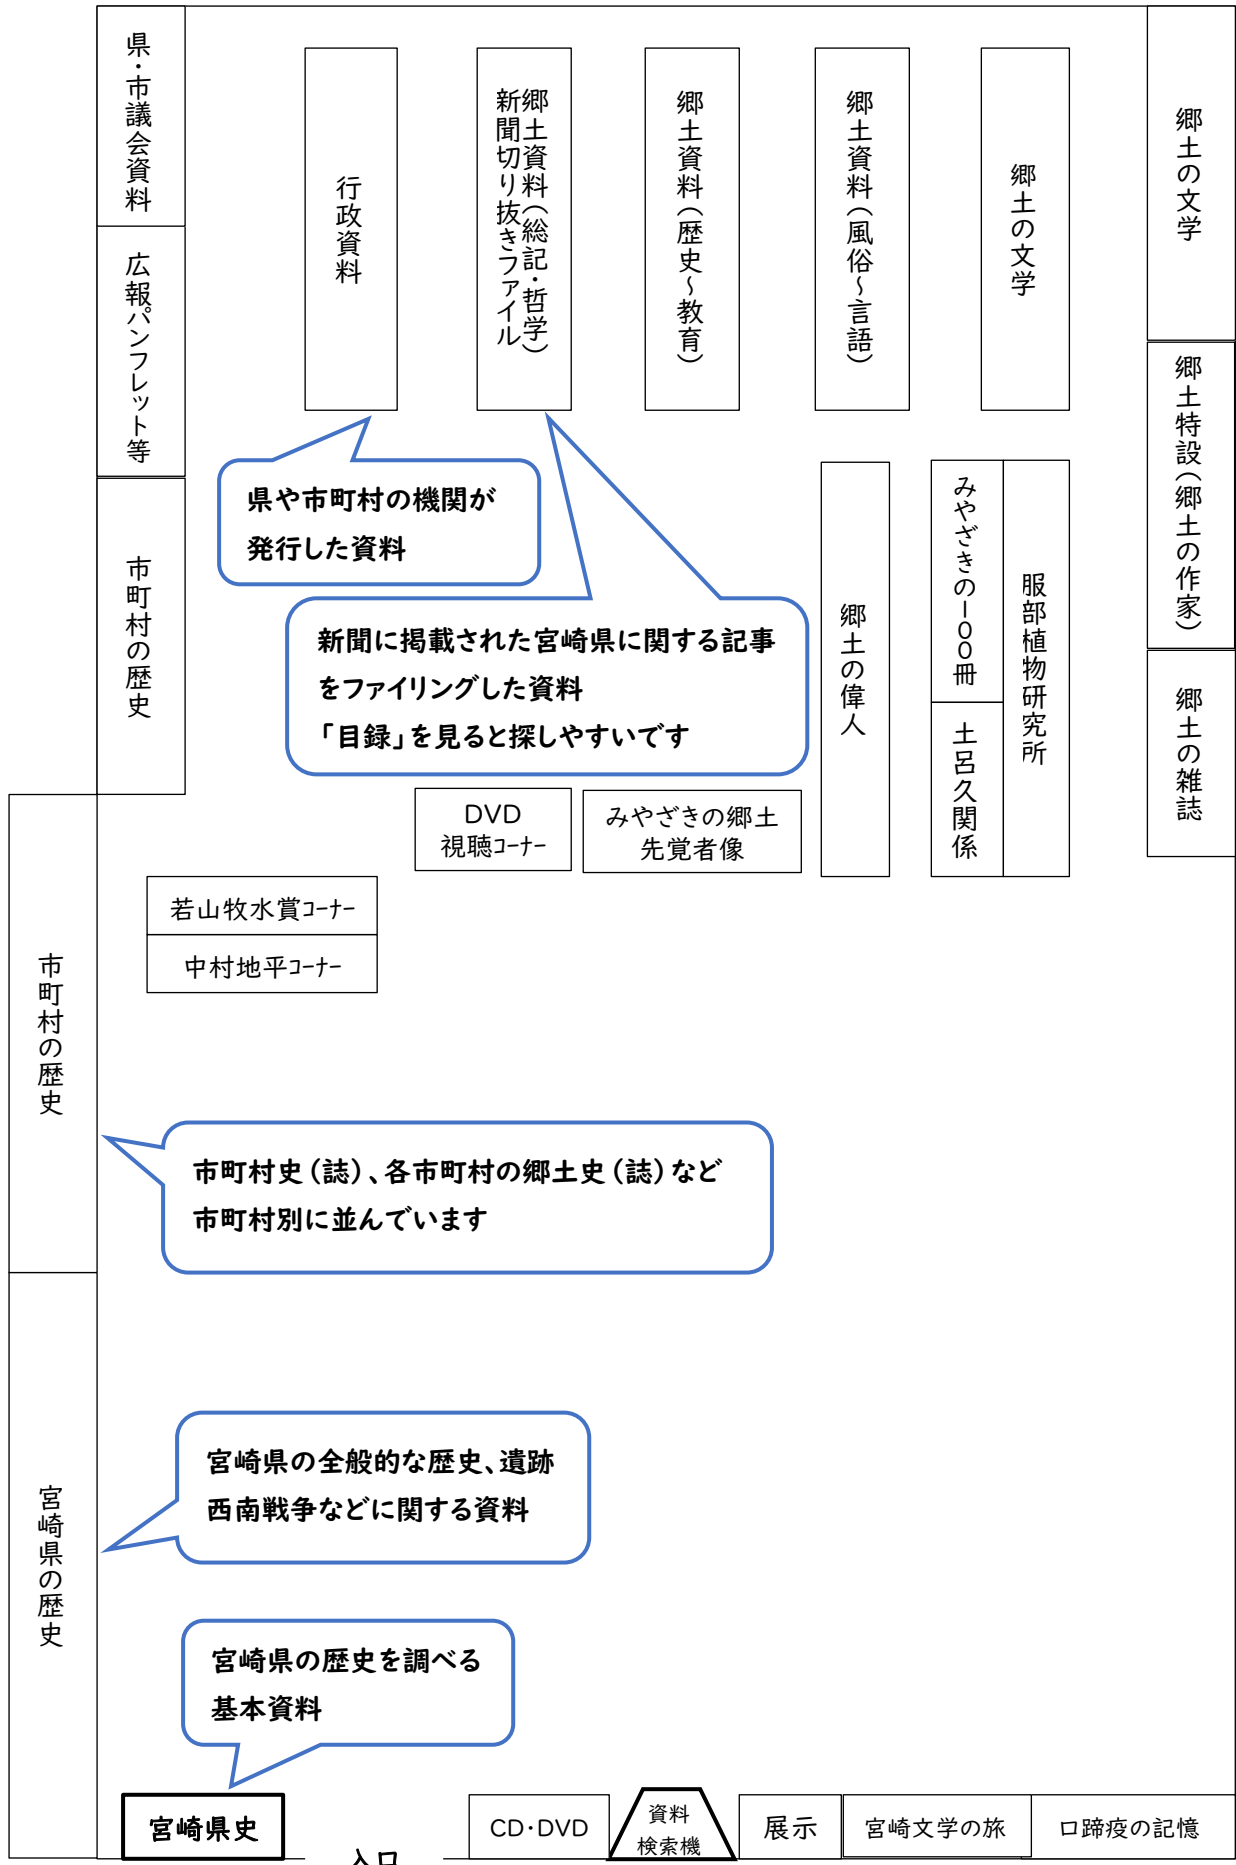 県・市議会資料
広報パンフレット等
市町村の歴史
行政資料
郷土資料（総記・哲学）
新聞切り抜きファイル
郷土資料（歴史～教育）
郷土資料（風俗～言語）
郷土の文学
郷土の文学
郷土特設（郷土の作家）
郷土の雑誌
県や市町村の機関が
発行した資料
新聞に掲載された宮崎県に関する記事
をファイリングした資料
「目録」を見ると探しやすいです
郷土の偉人
みやざきの100冊
土呂久関係
服部植物研究所
DVD
視聴ｺｰﾅｰ
みやざきの郷土
先覚者像
若山牧水賞ｺｰﾅｰ
中村地平ｺｰﾅｰ
市町村の歴史
市町村史（誌）、各市町村の郷土史（誌）など
市町村別に並んでいます
宮崎県の歴史
宮崎県の全般的な歴史、遺跡
西南戦争などに関する資料
宮崎県の歴史を調べる
基本資料
宮崎県史
入口
CD・DVD
資料
検索機
展示
宮崎文学の旅
口蹄疫の記憶